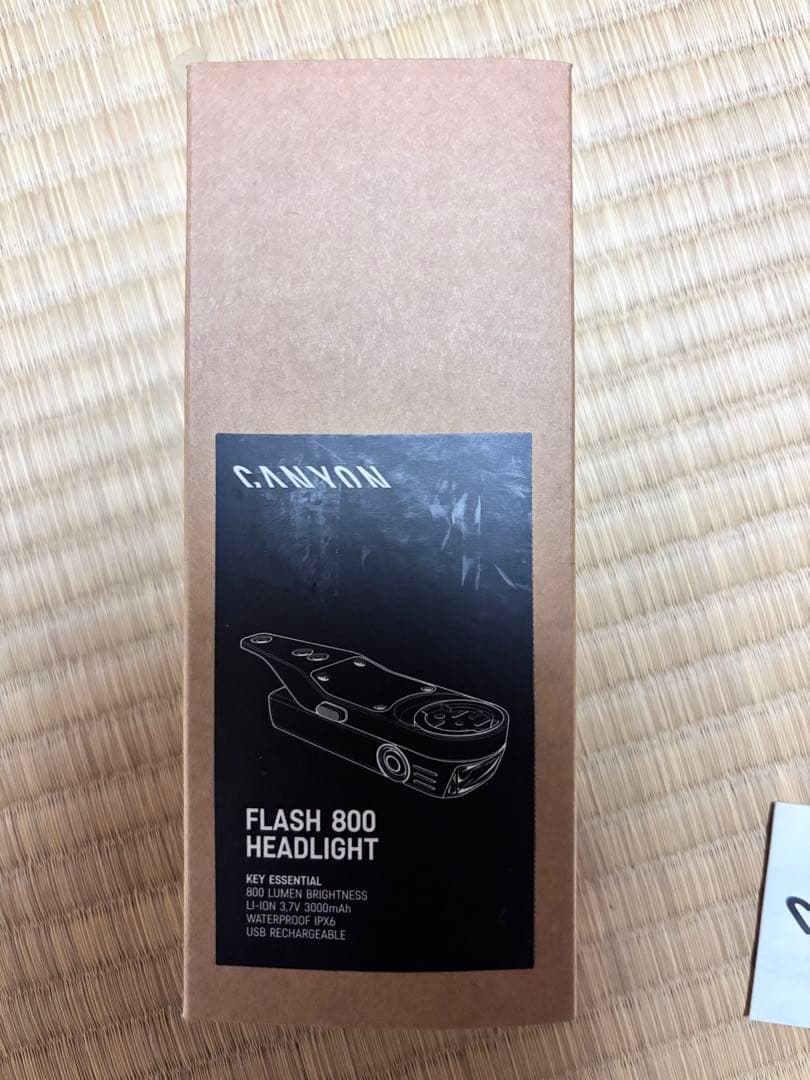 CANYON
FLASH 800
HEADLIGHT
KEY ESSENTIAL
800 LUMEN BRIGHTNESS
LI-ION 3,7V 3000mAh
WATERPROOF IPX6
USB RECHARGEABLE